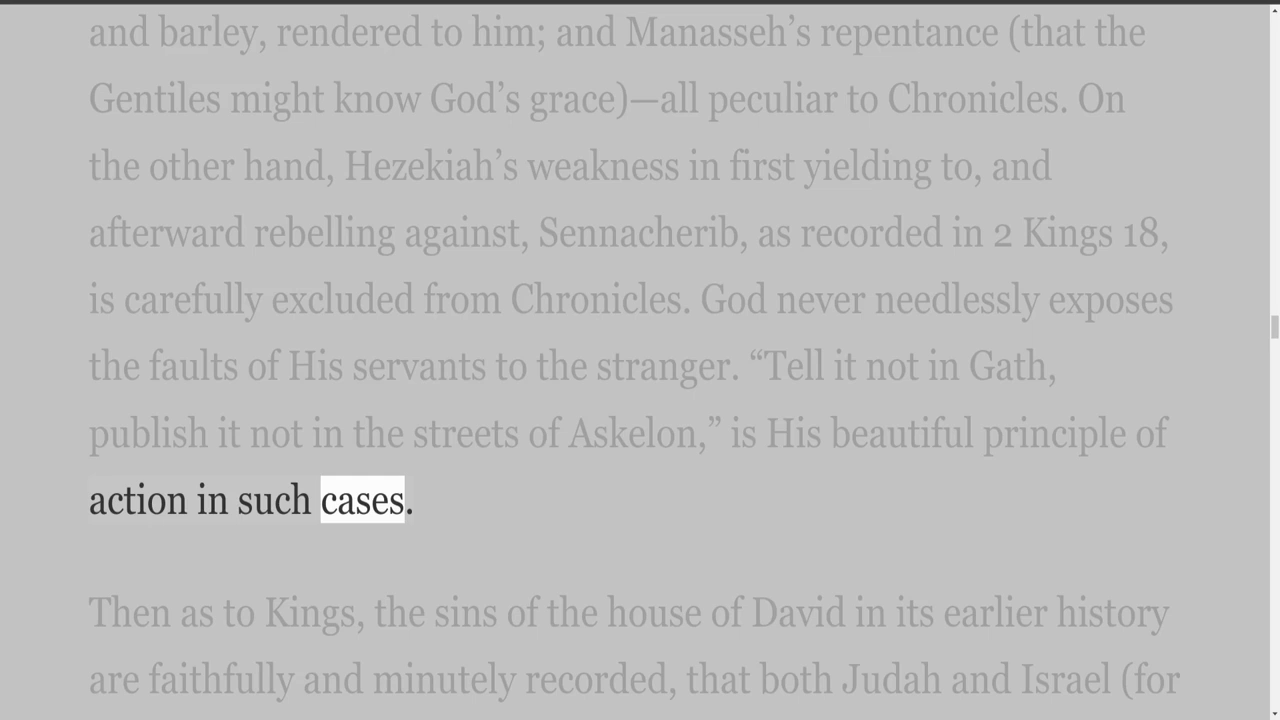 and barley, rendered to him; and Manasseh’s repentance (that the
Gentiles might know God’s grace)—all peculiar to Chronicles. On
the other hand, Hezekiah’s weakness in first yielding to, and
afterward rebelling against, Sennacherib, as recorded in 2 Kings 18,
is carefully excluded from Chronicles. God never needlessly exposes
the faults of His servants to the stranger. “Tell it not in Gath,
publish it not in the streets of Askelon,” is His beautiful principle of
action in such cases.
Then as to Kings, the sins of the house of David in its earlier history
are faithfully and minutely recorded, that both Judah and Israel (for